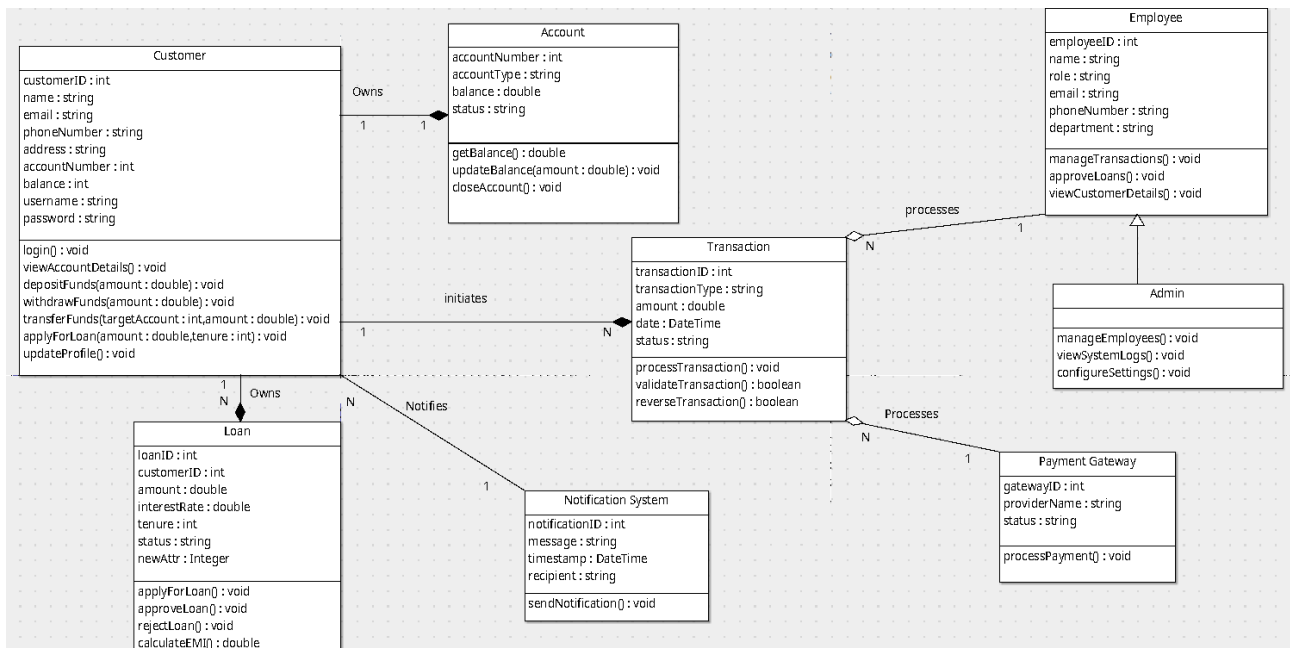 Customer
customerID : int
name : string
email : string
phoneNumber : string
address : string
accountNumber : int
balance : int
username : string
password : string
login() : void
viewAccountDetails() : void
depositFunds(amount : double) : void
withdrawFunds(amount : double) : void
transferFunds(targetAccount : int,amount : double) : void
applyForLoan(amount : double,tenure : int) : void
updateProfile() : void
Owns
1
1
Account
accountNumber : int
accountType : string
balance : double
status : string
getBalance() : double
updateBalance(amount : double) : void
closeAccount() : void
Employee
employeeID : int
name : string
role : string
email : string
phoneNumber : string
department : string
manageTransactions() : void
approveLoans() : void
viewCustomerDetails() : void
processes
N
1
initiates
1
N
Transaction
transactionID : int
transactionType : string
amount : double
date : DateTime
status : string
processTransaction() : void
validateTransaction() : boolean
reverseTransaction() : boolean
Admin
manageEmployees() : void
viewSystemLogs() : void
configureSettings() : void
1
Owns
N
N
Notifies
1
Loan
loanID : int
customerID : int
amount : double
interestRate : double
tenure : int
status : string
newAttr : Integer
applyForLoan() : void
approveLoan() : void
rejectLoan() : void
calculateEMI() : double
Notification System
notificationID : int
message : string
timestamp : DateTime
recipient : string
sendNotification() : void
Processes
N
1
Payment Gateway
gatewayID : int
providerName : string
status : string
processPayment() : void